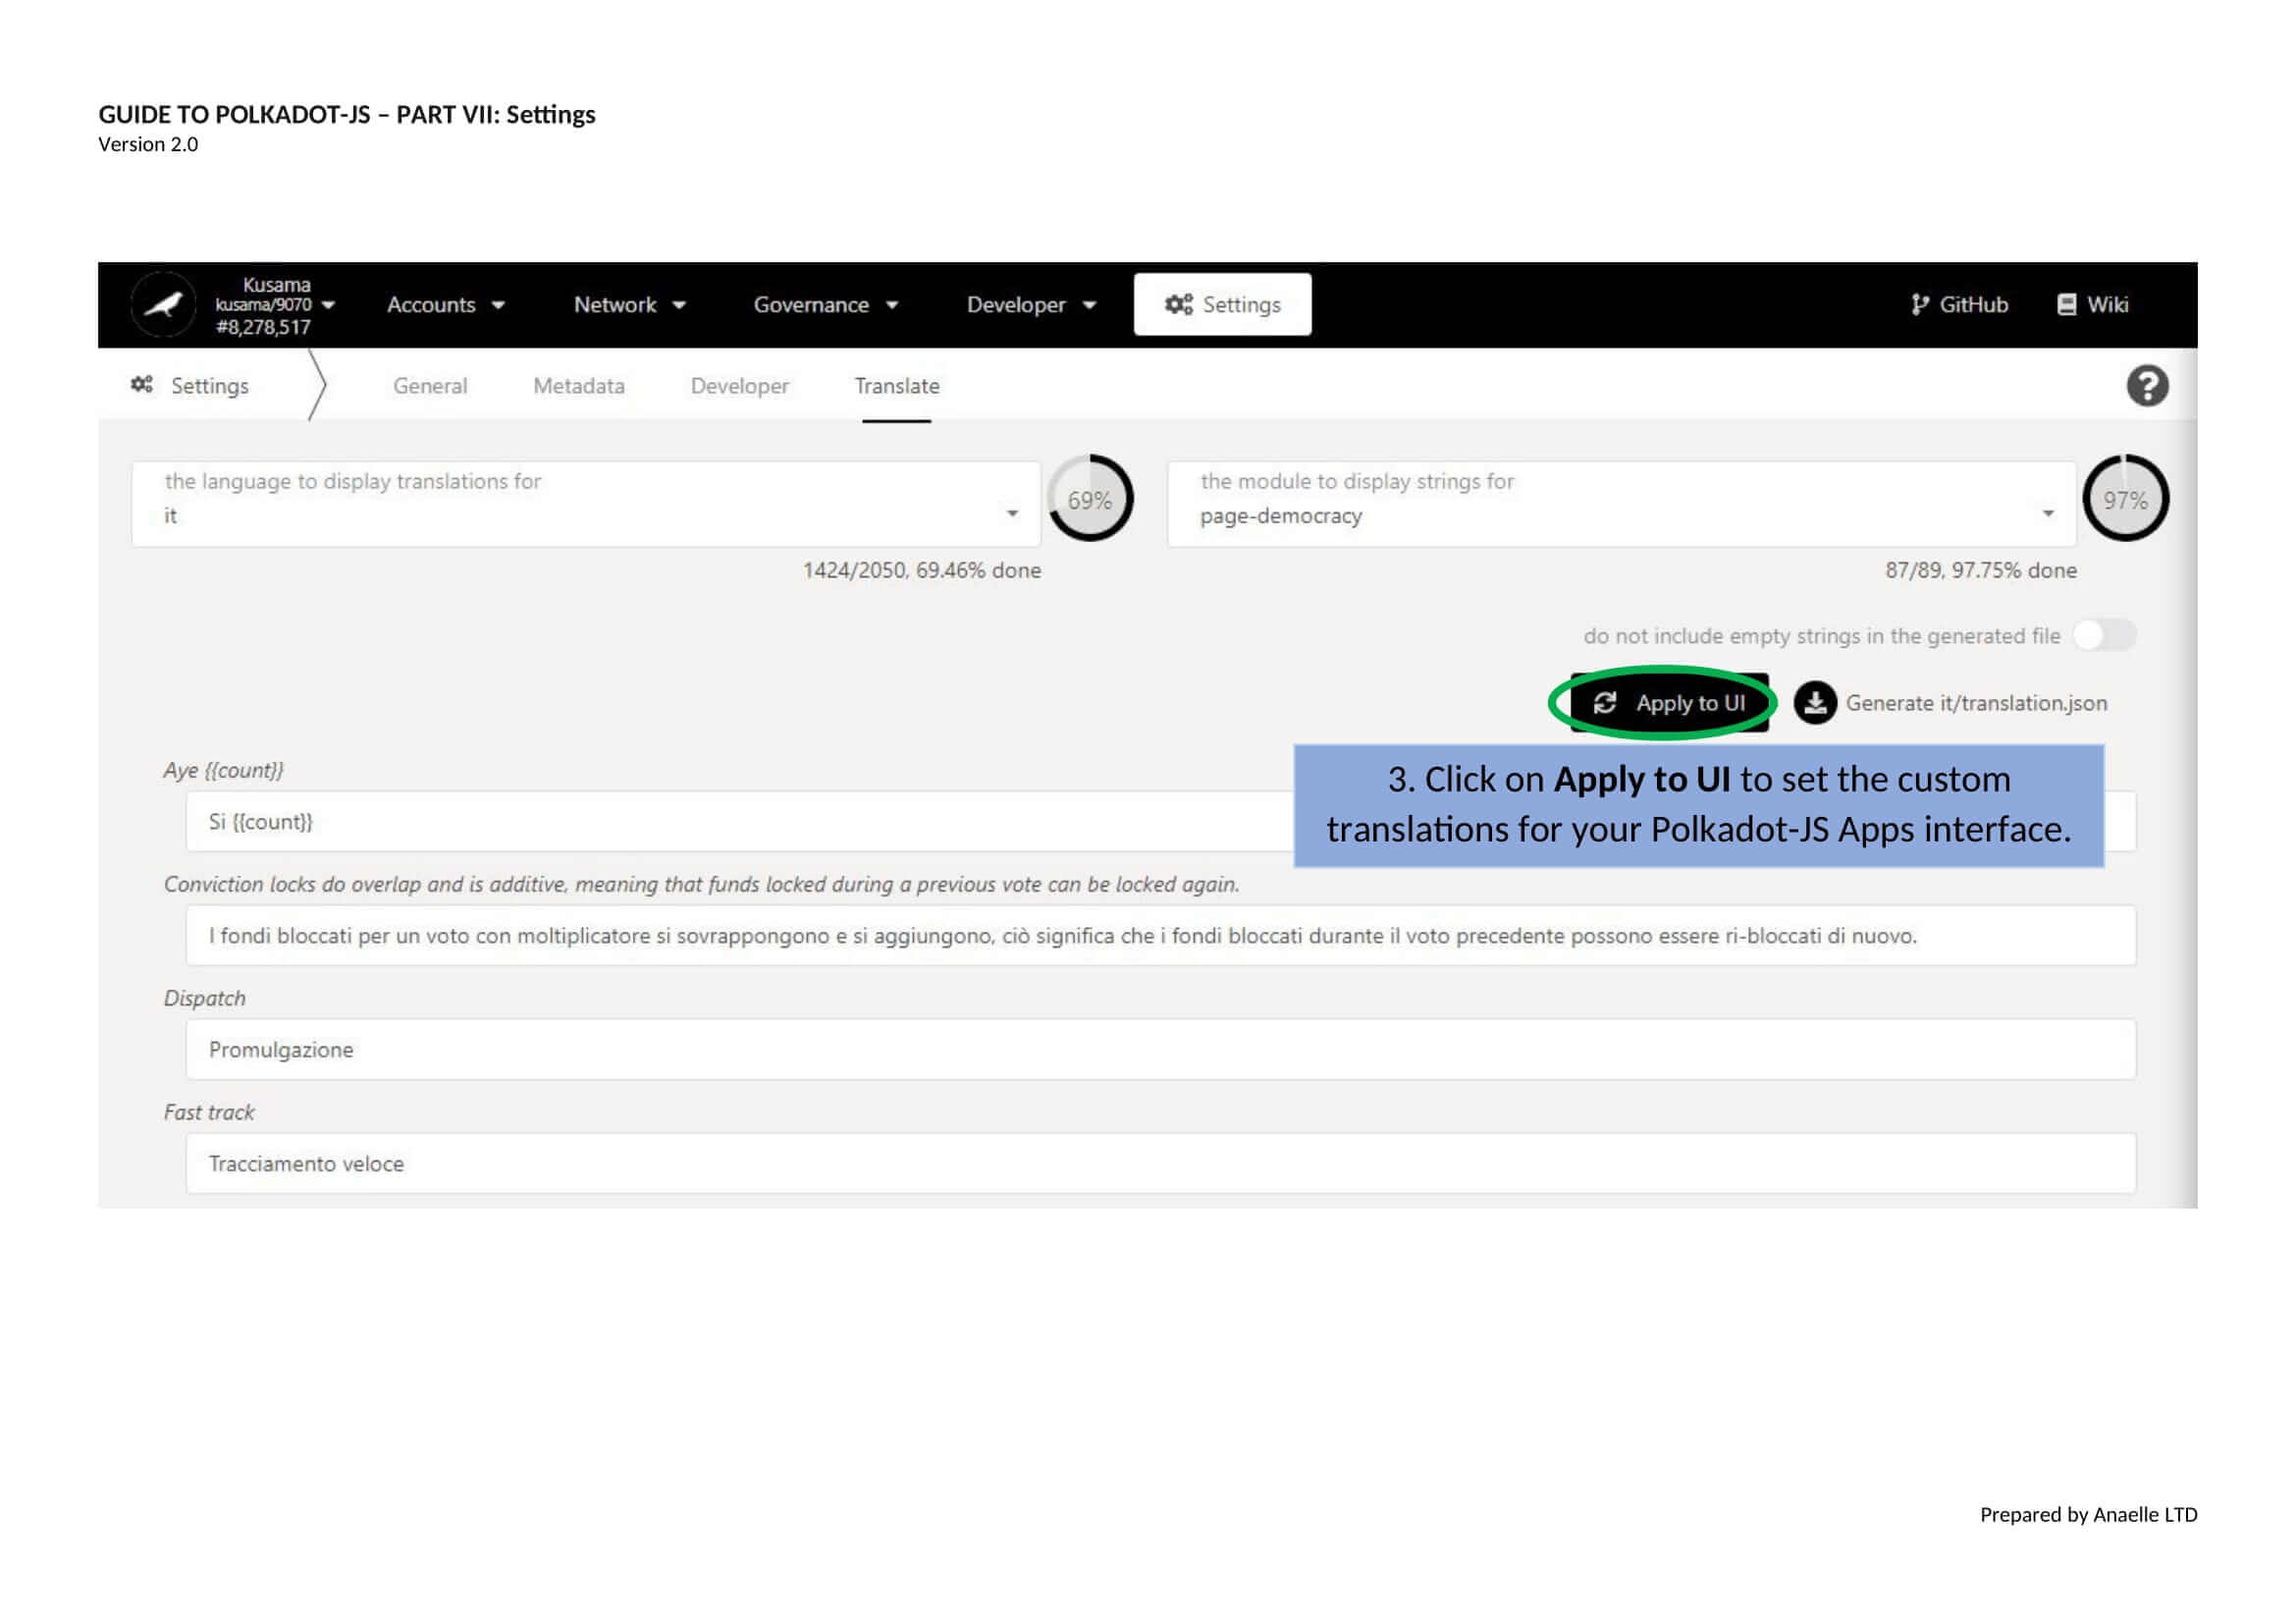 GUIDE TO POLKADOT-JS – PART VII: Settings
Version 2.0
Kusama
kusama/9070
#8,278,517
Accounts
Network
Governance
Developer
Settings
GitHub
Wiki
Settings
General
Metadata
Developer
Translate
the language to display translations for
it
69%
1424/2050, 69.46% done
the module to display strings for
page-democracy
97%
87/89, 97.75% done
do not include empty strings in the generated file
Apply to UI
Generate it/translation.json
3. Click on Apply to UI to set the custom
translations for your Polkadot-JS Apps interface.
Aye {{count}}
Si {{count}}
Conviction locks do overlap and is additive, meaning that funds locked during a previous vote can be locked again.
I fondi bloccati per un voto con moltiplicatore si sovrappongono e si aggiungono, ciò significa che i fondi bloccati durante il voto precedente possono essere ri-bloccati di nuovo.
Dispatch
Promulgazione
Fast track
Tracciamento veloce
Prepared by Anaelle LTD